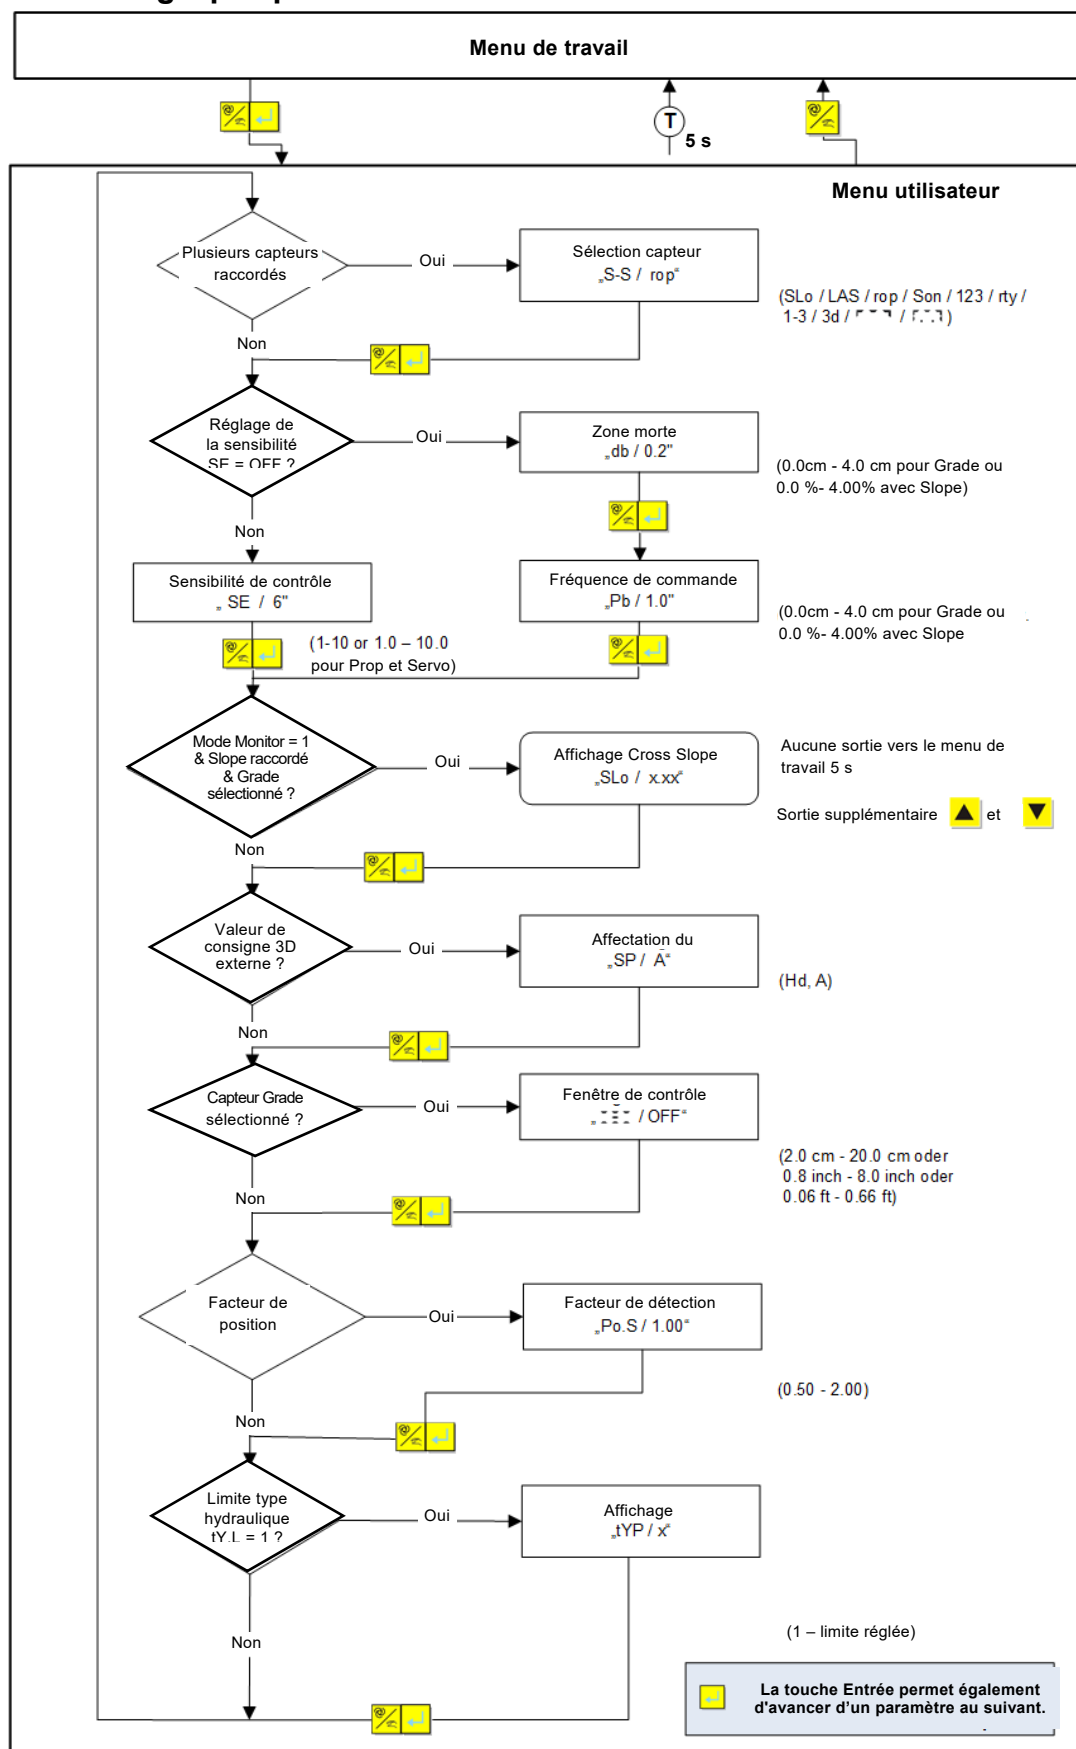 Menu de travail
T
5 s
Menu utilisateur
Plusieurs capteurs
raccordés
Oui
Sélection capteur
„S-S / rop“
(SLo / LAS / rop / Son / 123 / rty /
1-3 / 3d /
Non
Réglage de
la sensibilité
SE = OFF ?
Oui
Zone morte
„db / 0.2"
(0.0cm - 4.0 cm pour Grade ou
0.0 %- 4.00% avec Slope)
Non
Sensibilité de contrôle
„ SE / 6"
Fréquence de commande
„Pb / 1.0"
(0.0cm - 4.0 cm pour Grade ou
0.0 %- 4.00% avec Slope
(1-10 or 1.0 – 10.0
pour Prop et Servo)
Mode Monitor = 1
& Slope raccordé
& Grade
sélectionné ?
Oui
Affichage Cross Slope
„SLo / x.xx“
Aucune sortie vers le menu de
travail 5 s
Sortie supplémentaire ▲ et ▼
Non
Valeur de
consigne 3D
externe ?
Oui
Affectation du
„SP / A“
(Hd, A)
Non
Capteur Grade
sélectionné ?
Oui
Fenêtre de contrôle
/ OFF“
(2.0 cm - 20.0 cm oder
0.8 inch - 8.0 inch oder
0.06 ft - 0.66 ft)
Non
Facteur de
position
Oui
Facteur de détection
„Po.S / 1.00“
(0.50 - 2.00)
Non
Limite type
hydraulique
tY.L = 1 ?
Oui
Affichage
„tYP / x“
Non
(1 – limite réglée)
La touche Entrée permet également
d'avancer d’un paramètre au suivant.